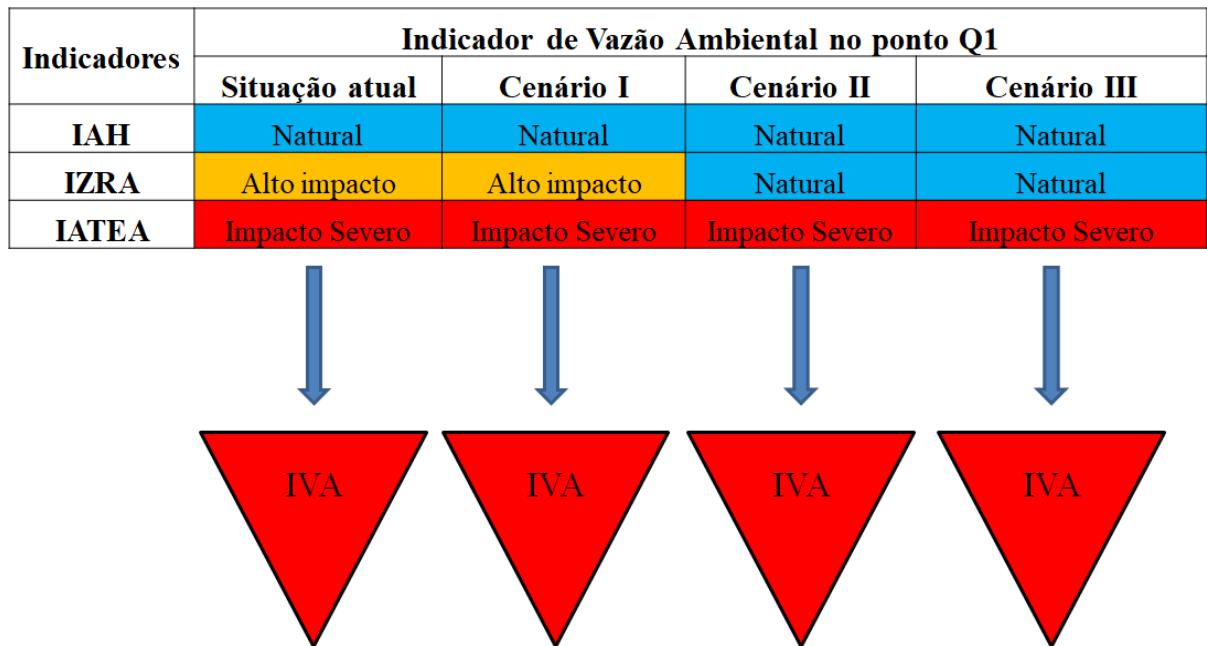 Indicadores
Indicador de Vazão Ambiental no ponto Q1
Situação atual Cenário I Cenário II Cenário III
IAH Natural Natural Natural Natural
IZRA Alto impacto Alto impacto Natural Natural
IATEA Impacto Severo Impacto Severo Impacto Severo Impacto Severo
IVA IVA IVA IVA